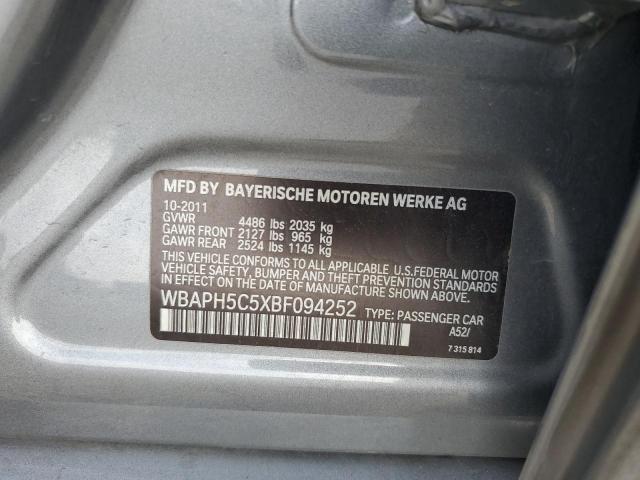 MFD BY BAYERISCHE MOTOREN WERKE AG
10-2011
GVWR 4486 lbs 2035 kg
GAWR FRONT 2127 lbs 965 kg
GAWR REAR 2524 lbs 1145 kg
THIS VEHICLE CONFORMS TO ALL APPLICABLE U.S.FEDERAL MOTOR
VEHICLE SAFETY, BUMPER AND THEFT PREVENTION STANDARDS
IN EFFECT ON THE DATE OF MANUFACTURE SHOWN ABOVE.
WBAPH5C5XBF094252 TYPE: PASSENGER CAR
A52/
7 315 814